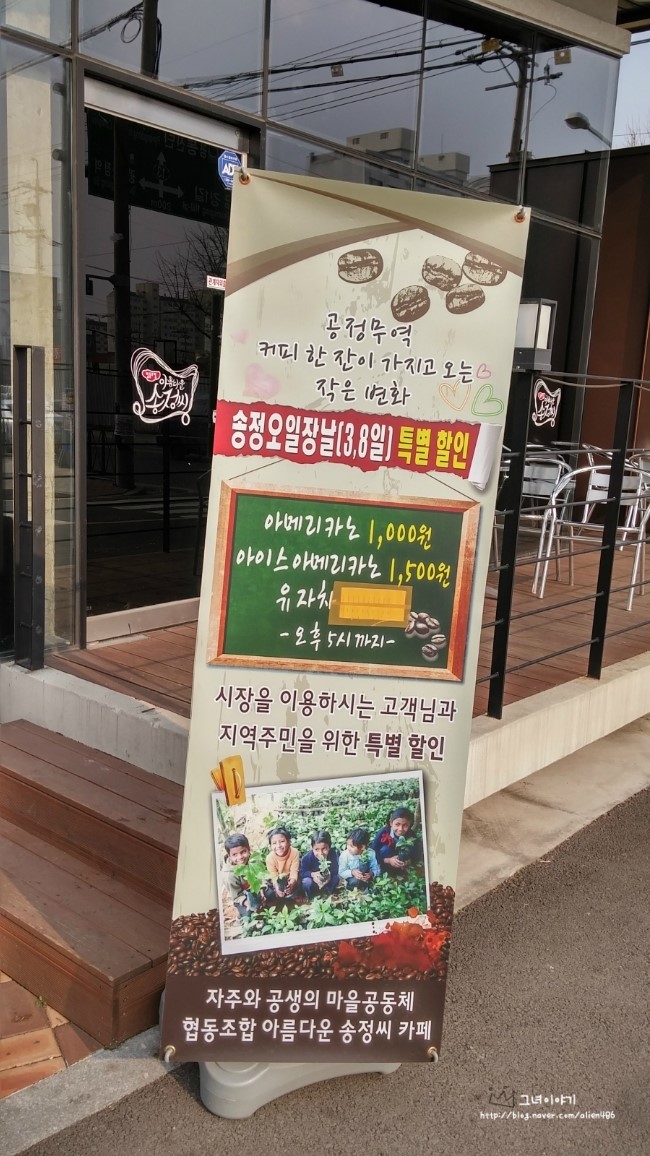 ADT
아름다운
송정씨
송정씨
공정무역
커피 한 잔이 가지고 오는
작은 변화
송정오일장날(3,8일) 특별 할인
아메리카노 1,000원
아이스아메리카노 1,500원
유자차
-오후 5시까지-
시장을 이용하시는 고객님과
지역주민을 위한 특별 할인
자주와 공생의 마을공동체
협동조합 아름다운 송정씨 카페
그녀이야기
http://blog.naver.com/alien486